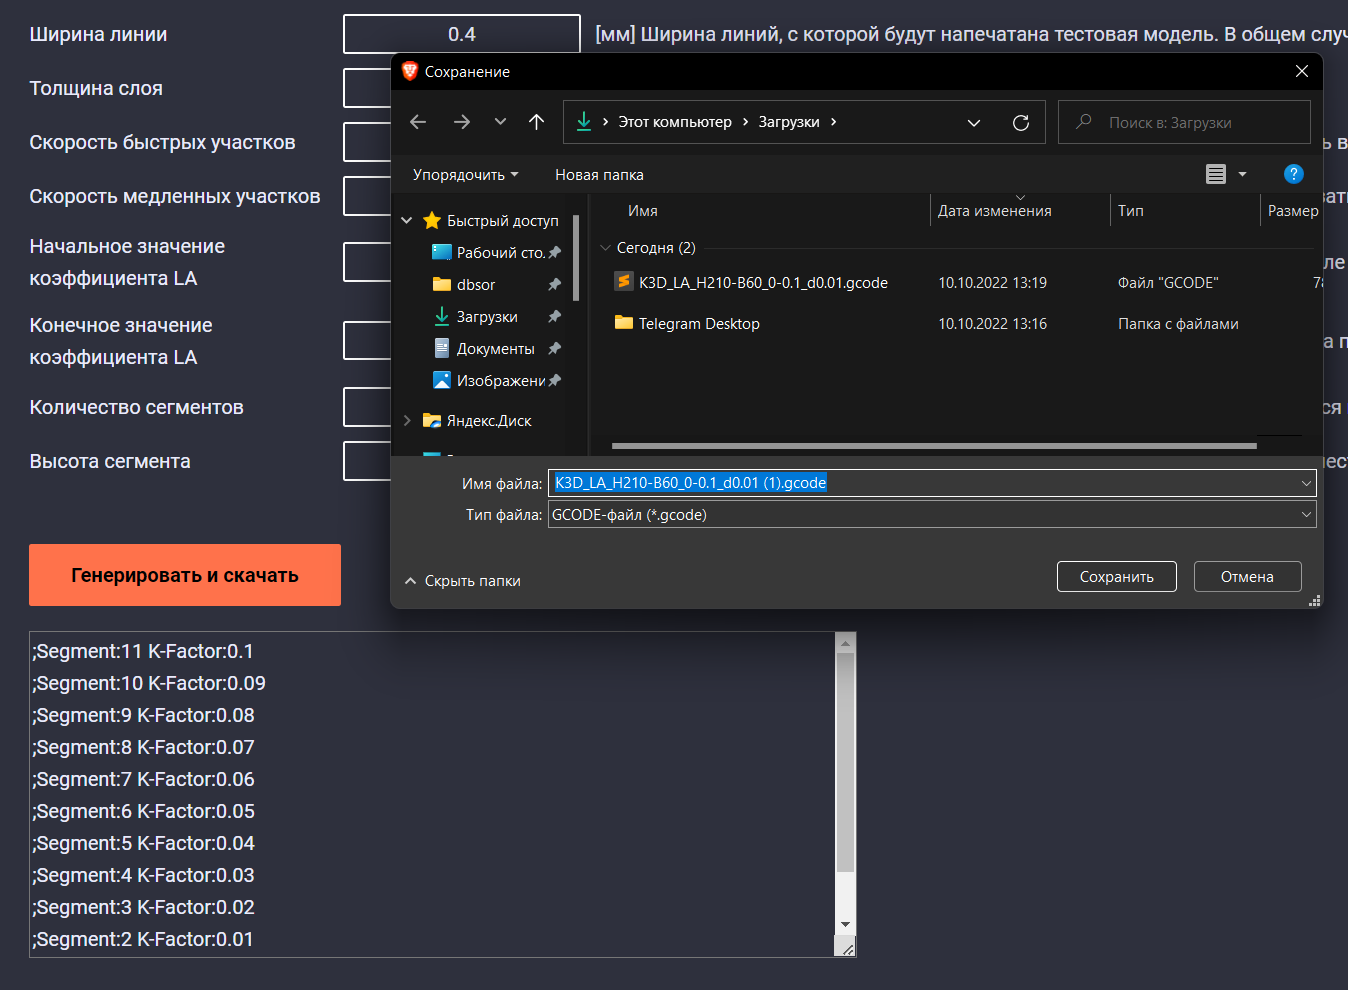 Ширина линии
0.4
[мм] Ширина линий, с которой будут напечатана тестовая модель. В общем
Толщина слоя
Скорость быстрых участков
Скорость медленных участков
Начальное значение
коэффициента LA
Конечное значение
коэффициента LA
Количество сегментов
Высота сегмента
Генерировать и скачать
Сохранение
Этот компьютер
Загрузки
Поиск в: Загрузки
Упорядочить
Новая папка
?
Быстрый доступ
Рабочий сто.
dbsor
Загрузки
Документы
Изображени
Яндекс.Диск
Имя
Дата изменения
Тип
Размер
Сегодня (2)
K3D_LA_H210-B60_0-0.1_d0.01.gcode
10.10.2022 13:19
Файл "GCODE"
Telegram Desktop
10.10.2022 13:16
Папка с файлами
Имя файла:
K3D_LA_H210-B60_0-0.1_d0.01 (1).gcode
Тип файла:
GCODE-файл (*.gcode)
Скрыть папки
Сохранить
Отмена
;Segment:11 K-Factor:0.1
;Segment:10 K-Factor:0.09
;Segment:9 K-Factor:0.08
;Segment:8 K-Factor:0.07
;Segment:7 K-Factor:0.06
;Segment:6 K-Factor:0.05
;Segment:5 K-Factor:0.04
;Segment:4 K-Factor:0.03
;Segment:3 K-Factor:0.02
;Segment:2 K-Factor:0.01